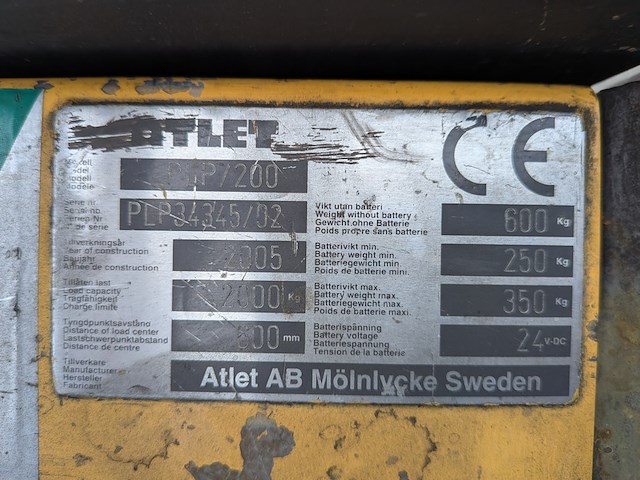 ATLET
CE
Modell
Model
Modell
Modèle
P/200
Serie nr
Serial no.
Serien Nr
No de serie
PLP34345/02
Tillverkningsår
Year of construction
Baujahr
Année de construction
2005
Tillåten last
Load capacity
Tragfähigkeit
Charge limite
2000 Kg
Tyngdpunktsavstånd
Distance of load center
Lastschwerpunktabstand
Distance de centre
600 mm
Tillverkare
Manufacturer
Hersteller
Fabricant
Atlet AB Mölnlycke Sweden
Vikt utan batteri
Weight without battery
Gewicht ohne Batterie
Poids propre sans batterie
600 Kg
Batterivikt min.
Battery weight min.
Batteriegewicht min.
Poids de batterie mini.
250 Kg
Batterivikt max.
Battery weight max.
Batteriegewicht max.
Poids de batterie maxi.
350 Kg
Batterispänning
Battery voltage
Batteriespannung
Tension de la batterie
24 V-DC